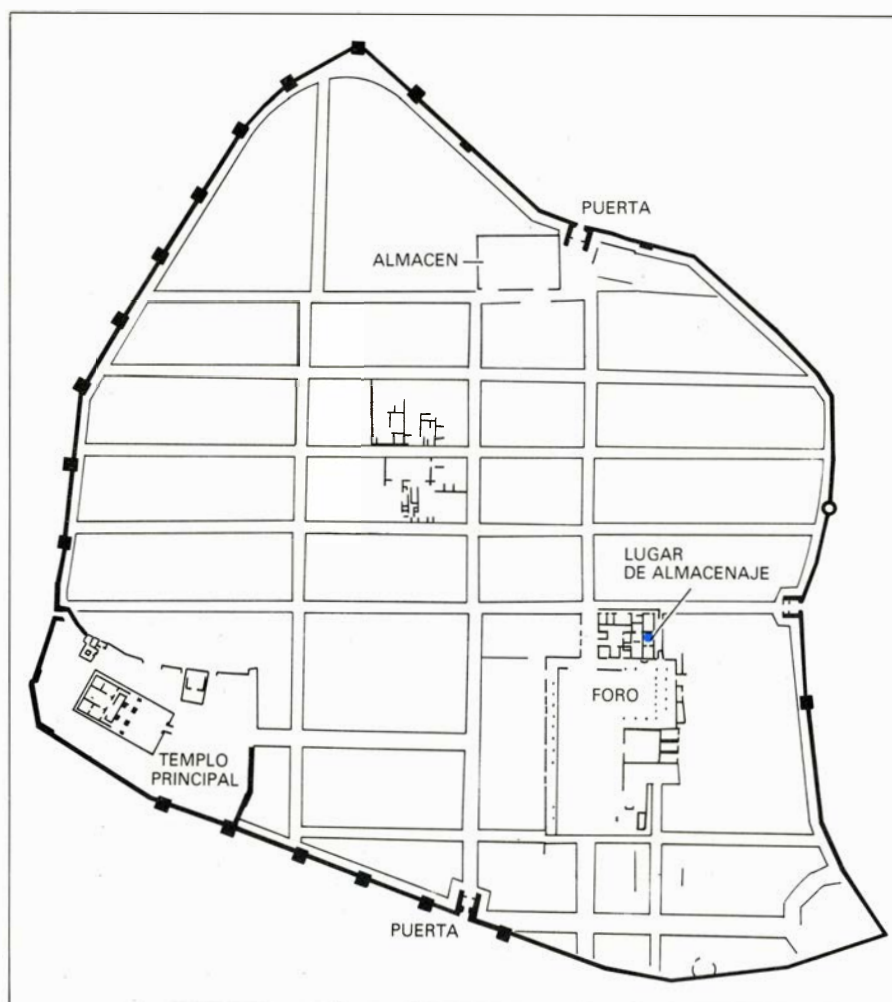 PUERTA
ALMACEN
LUGAR
DE ALMACENAJE
FORO
TEMPLO
PRINCIPAL
PUERTA